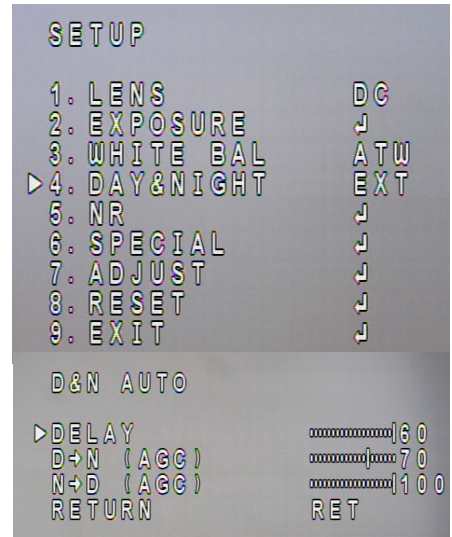 SETUP
1. LENS DC
2. EXPOSURE ↲
3. WHITE BAL ATW
▷4. DAY&NIGHT EXT
5. NR ↲
6. SPECIAL ↲
7. ADJUST ↲
8. RESET ↲
9. EXIT ↲
D&N AUTO
▷DELAY 60
D→N (AGC) 70
N→D (AGC) 100
RETURN RET